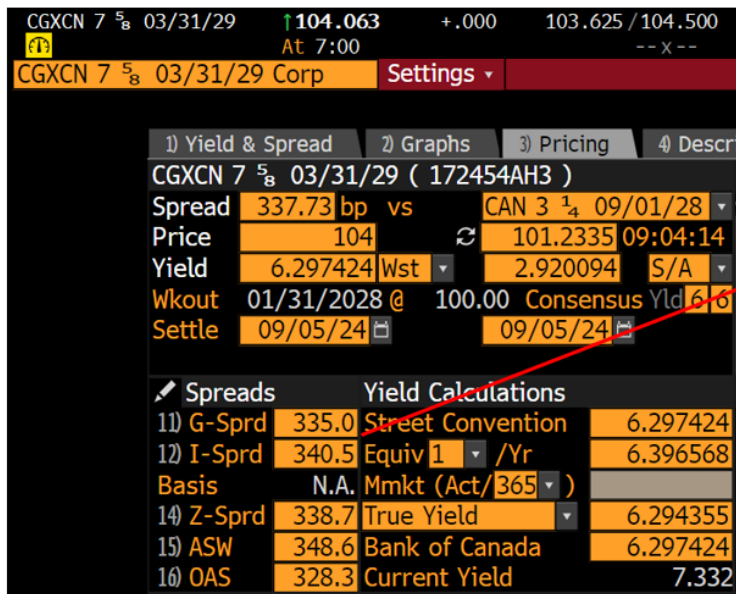 CGXCN 7 ⅝ 03/31/29 ↑104.063 +.000 103.625/104.500
At 7:00 --x--
CGXCN 7 ⅝ 03/31/29 Corp Settings
1) Yield & Spread 2) Graphs 3) Pricing 4) Descr
CGXCN 7 ⅝ 03/31/29 ( 172454AH3 )
Spread 337.73 bp vs CAN 3 ¼ 09/01/28
Price 104 101.2335 09:04:14
Yield 6.297424 Wst 2.920094 S/A
Wkout 01/31/2028 @ 100.00 Consensus Yld 6 6
Settle 09/05/24 09/05/24
Spreads Yield Calculations
11) G-Sprd 335.0 Street Convention 6.297424
12) I-Sprd 340.5 Equiv 1 /Yr 6.396568
Basis N.A. Mmkt (Act/ 365 )
14) Z-Sprd 338.7 True Yield 6.294355
15) ASW 348.6 Bank of Canada 6.297424
16) OAS 328.3 Current Yield 7.332